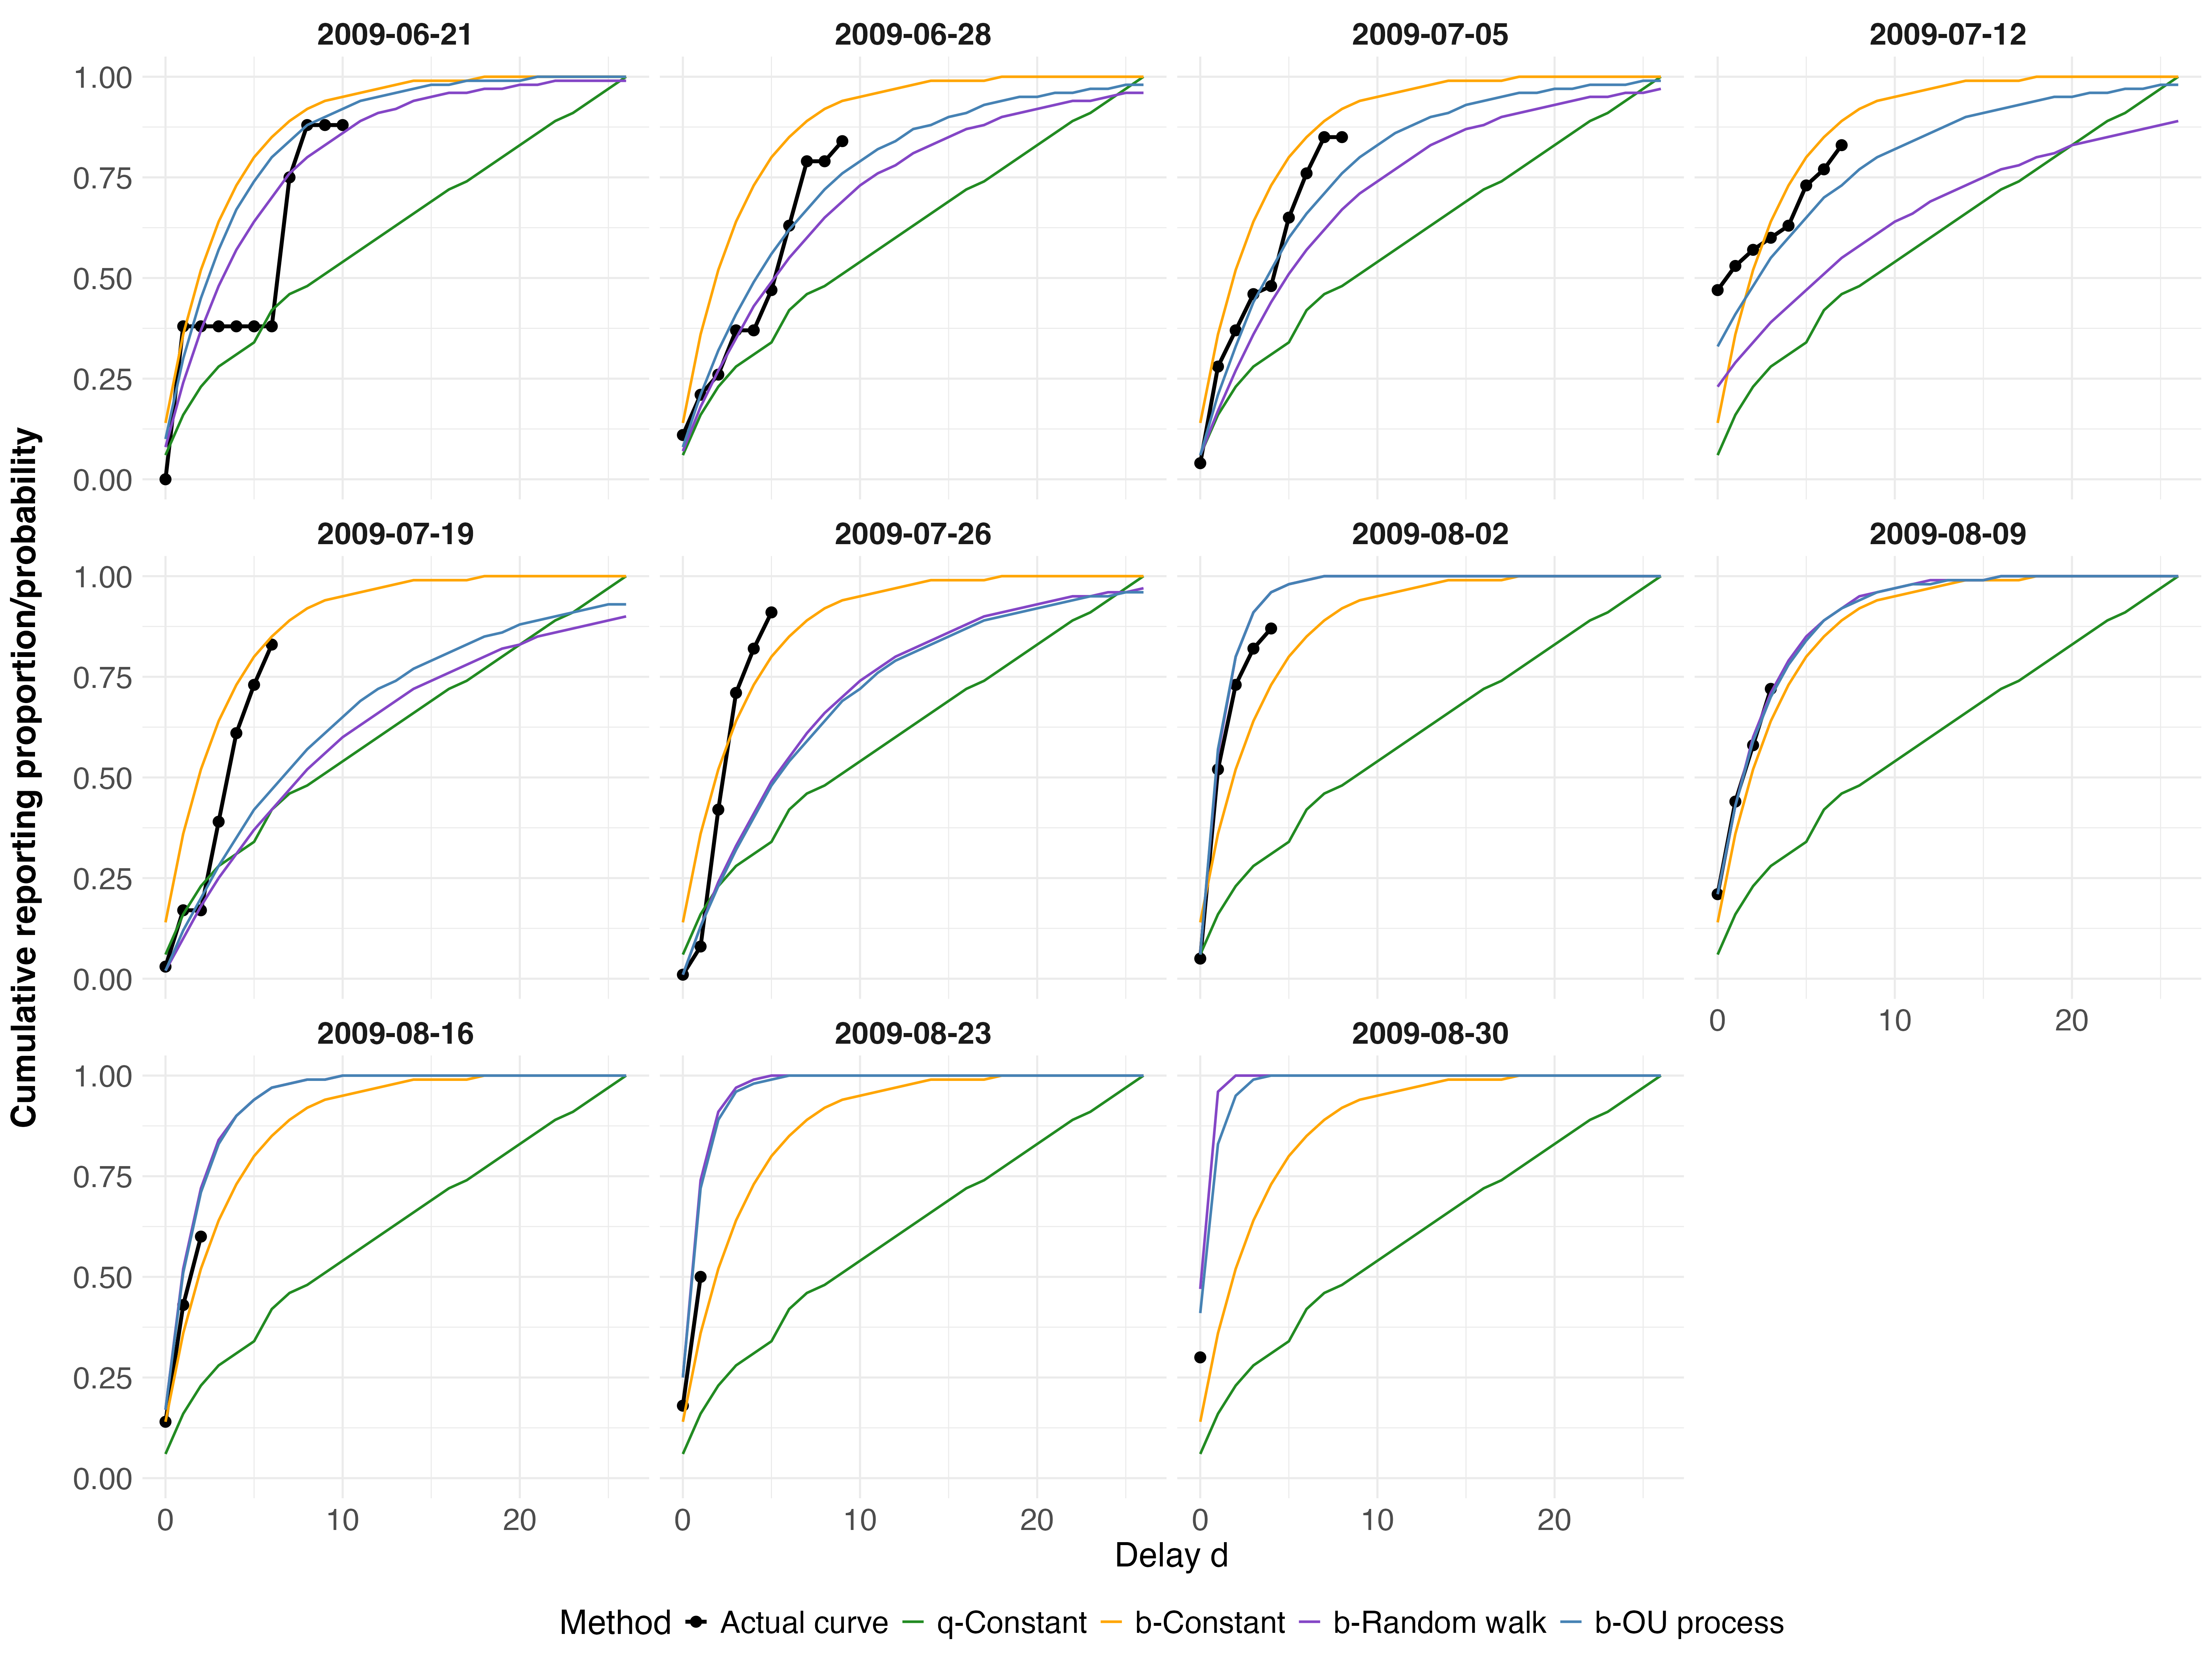 2009-06-21 2009-06-28 2009-07-05 2009-07-12
1.00
0.75
0.50
0.25
0.00
2009-07-19 2009-07-26 2009-08-02 2009-08-09
1.00
0.75
0.50
0.25
0.00
0 10 20
2009-08-16 2009-08-23 2009-08-30
1.00
0.75
0.50
0.25
0.00
0 10 20 0 10 20 0 10 20
Cumulative reporting proportion/probability
Delay d
Method Actual curve q-Constant b-Constant b-Random walk b-OU process